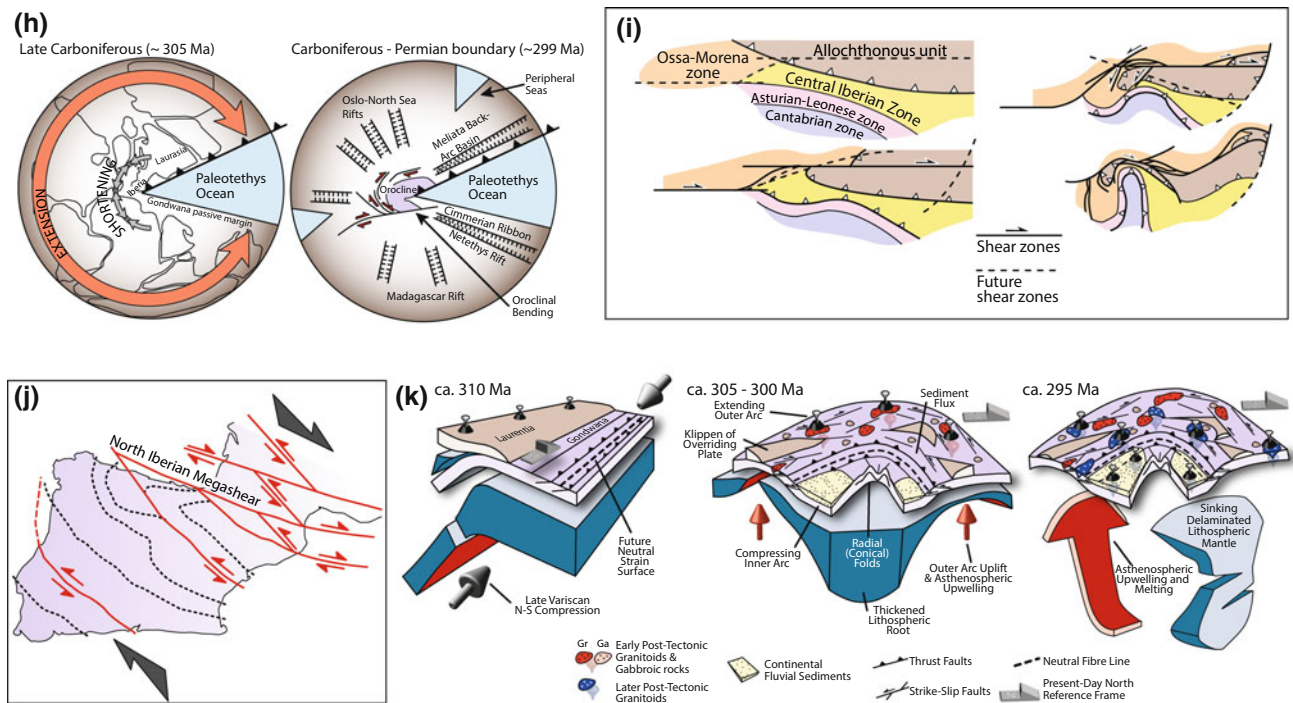 (h)
Late Carboniferous (~ 305 Ma)
EXTENSION
SHORTENING
Laurasia
Iberia
Gondwana passive margin
Paleotethys
Ocean
Carboniferous - Permian boundary (~299 Ma)
Peripheral
Seas
Oslo-North Sea
Rifts
Meliata Back-
Arc Basin
Orocline
Paleotethys
Ocean
Cimmerian Ribbon
Netethys Rift
Madagascar Rift
Oroclinal
Bending
(i)
Ossa-Morena
zone
Allochthonous unit
Central Iberian Zone
Asturian-Leonese zone
Cantabrian zone
Shear zones
Future
shear zones
(j)
North Iberian Megashear
(k)
ca. 310 Ma
Laurentia
Gondwana
Future
Neutral
Strain
Surface
Late Variscan
N-S Compression
ca. 305 - 300 Ma
Extending
Outer Arc
Sediment
Flux
Klippen of
Overriding
Plate
Compressing
Inner Arc
Radial
(Conical)
Folds
Outer Arc Uplift
& Asthenospheric
Upwelling
Thickened
Lithospheric
Root
ca. 295 Ma
Sinking
Delaminated
Lithospheric
Mantle
Asthenospheric
Upwelling and
Melting
Gr Ga
Early Post-Tectonic
Granitoids &
Gabbroic rocks
Later Post-Tectonic
Granitoids
Continental
Fluvial Sediments
Thrust Faults
Strike-Slip Faults
Neutral Fibre Line
Present-Day North
Reference Frame